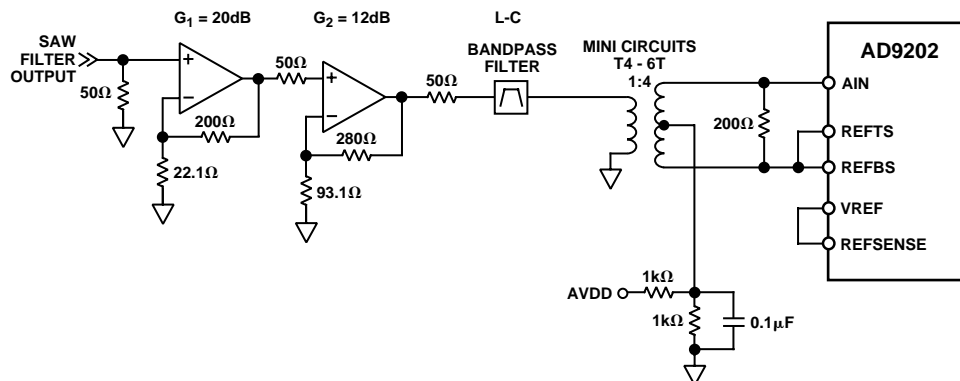 G1 = 20dB
G2 = 12dB
L-C
BANDPASS
FILTER
MINI CIRCUITS
T4 - 6T
1:4
AD9202
SAW
FILTER
OUTPUT
50Ω
50Ω
50Ω
200Ω
22.1Ω
280Ω
93.1Ω
200Ω
AIN
REFTS
REFBS
VREF
REFSENSE
AVDD
1kΩ
1kΩ
0.1µF
+
−
+
−